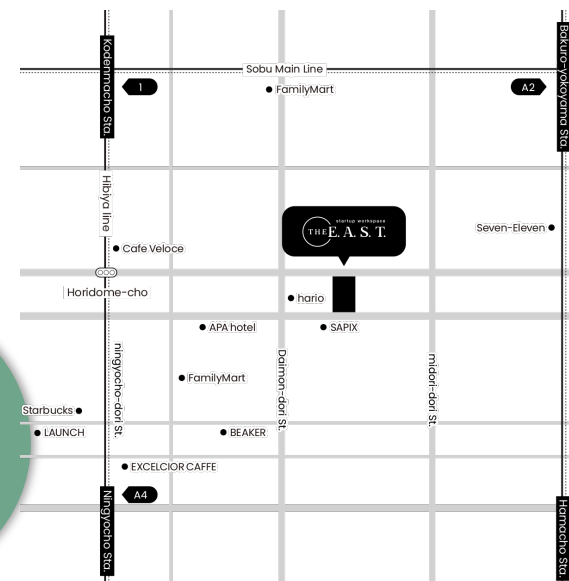 Kodenmacho Sta.
Bakuro-yokoyama Sta.
Sobu Main Line
1
FamilyMart
A2
Hibiya line
startup workspace
THE E. A. S. T.
Seven-Eleven
Cafe Veloce
Horidome-cho
hario
APA hotel
SAPIX
ningyocho-dori St.
Daimon-dori St.
midori-dori St.
FamilyMart
Starbucks
LAUNCH
BEAKER
EXCELCIOR CAFFE
A4
Ningyocho Sta.
Hamacho Sta.